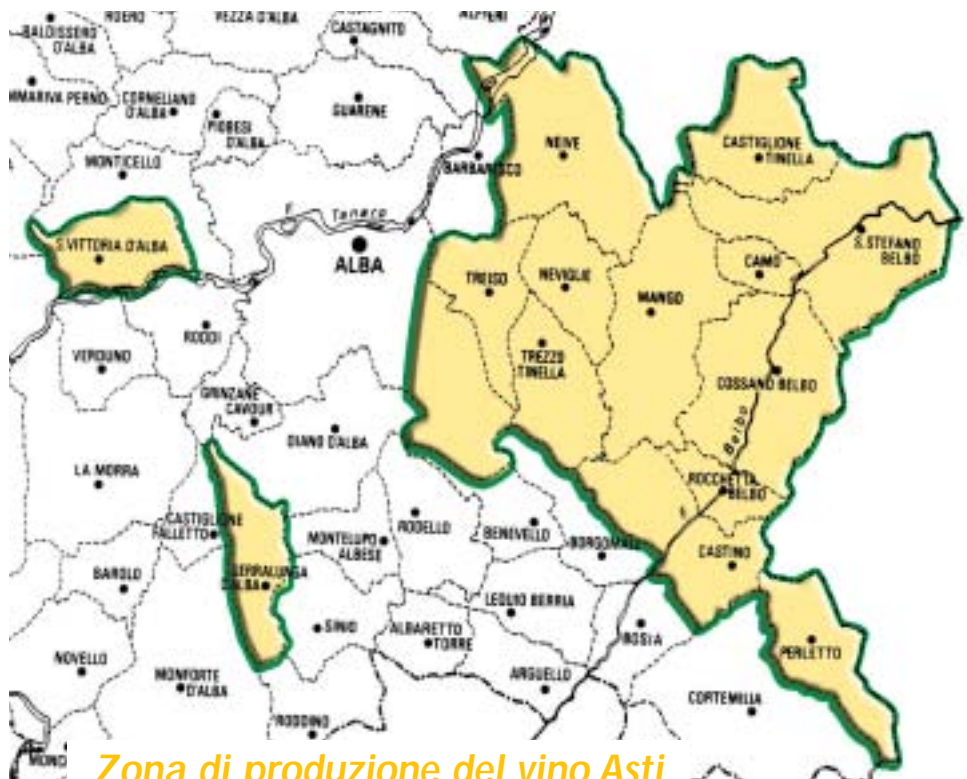 ROERO
VEZZA D'ALBA
BALDISSERO
D'ALBA
CASTAGNITO
CORNELIANO
D'ALBA
PIOBESI
D'ALBA
GUARENE
MONTICELLO
BARBARESCO
NEIVE
CASTIGLIONE
TINELLA
F. Tanaro
S.VITTORIA D'ALBA
ALBA
TREISO
NEVIGLIE
MANGO
CAMO
S. STEFANO
BELBO
VERDUNO
RODDI
TREZZO
TINELLA
COSSANO BELBO
GRINZANE
CAVOUR
DIANO D'ALBA
F. Belbo
LA MORRA
ROCCHETTA
BELBO
CASTIGLIONE
FALLETTO
MONTELUPO
ALBESE
RODELLO
BENEVELLO
BORGOMALE
CASTINO
BAROLO
SERRALUNGA
D'ALBA
LEQUIO BERRIA
SINIO
ALBARETTO
TORRE
BOSIA
PERLETTO
NOVELLO
MONFORTE
D'ALBA
ARGUELLO
CORTEMILIA
RODDINO
Zona di produzione del vino Asti